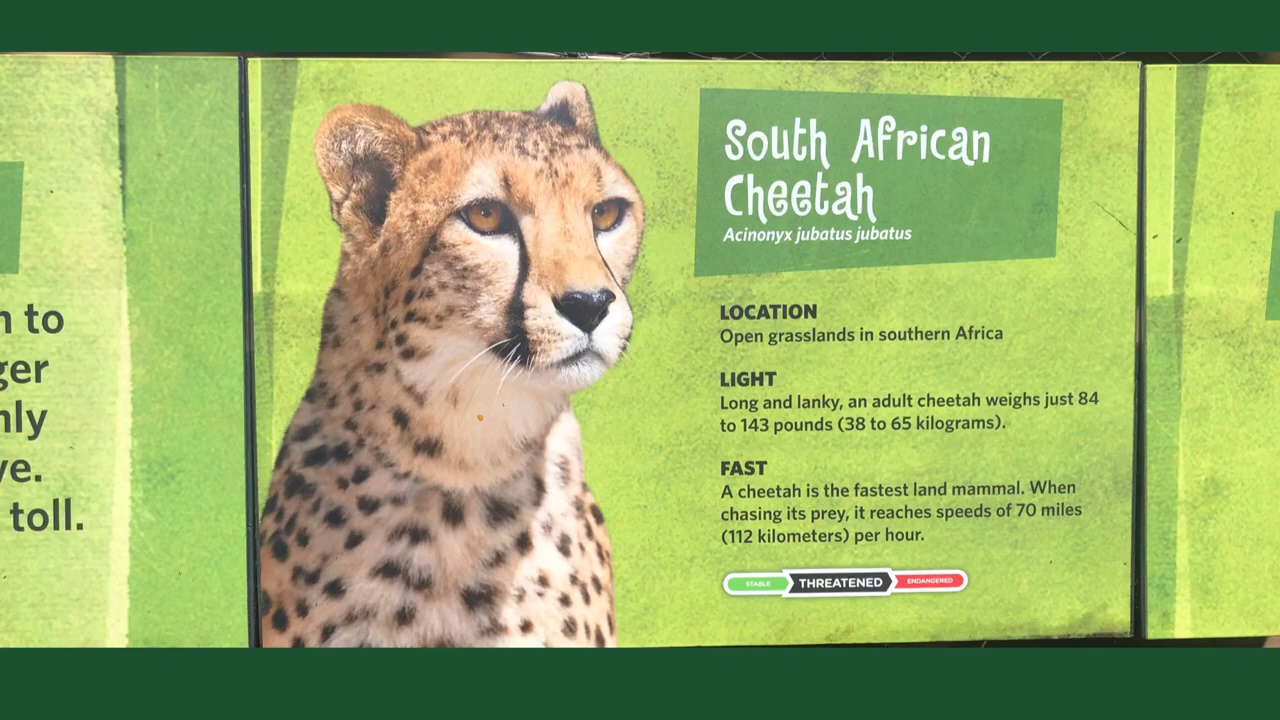 n to
ger
nly
ve.
toll.
South African
Cheetah
Acinonyx jubatus jubatus
LOCATION
Open grasslands in southern Africa
LIGHT
Long and lanky, an adult cheetah weighs just 84
to 143 pounds (38 to 65 kilograms).
FAST
A cheetah is the fastest land mammal. When
chasing its prey, it reaches speeds of 70 miles
(112 kilometers) per hour.
STABLE THREATENED ENDANGERED